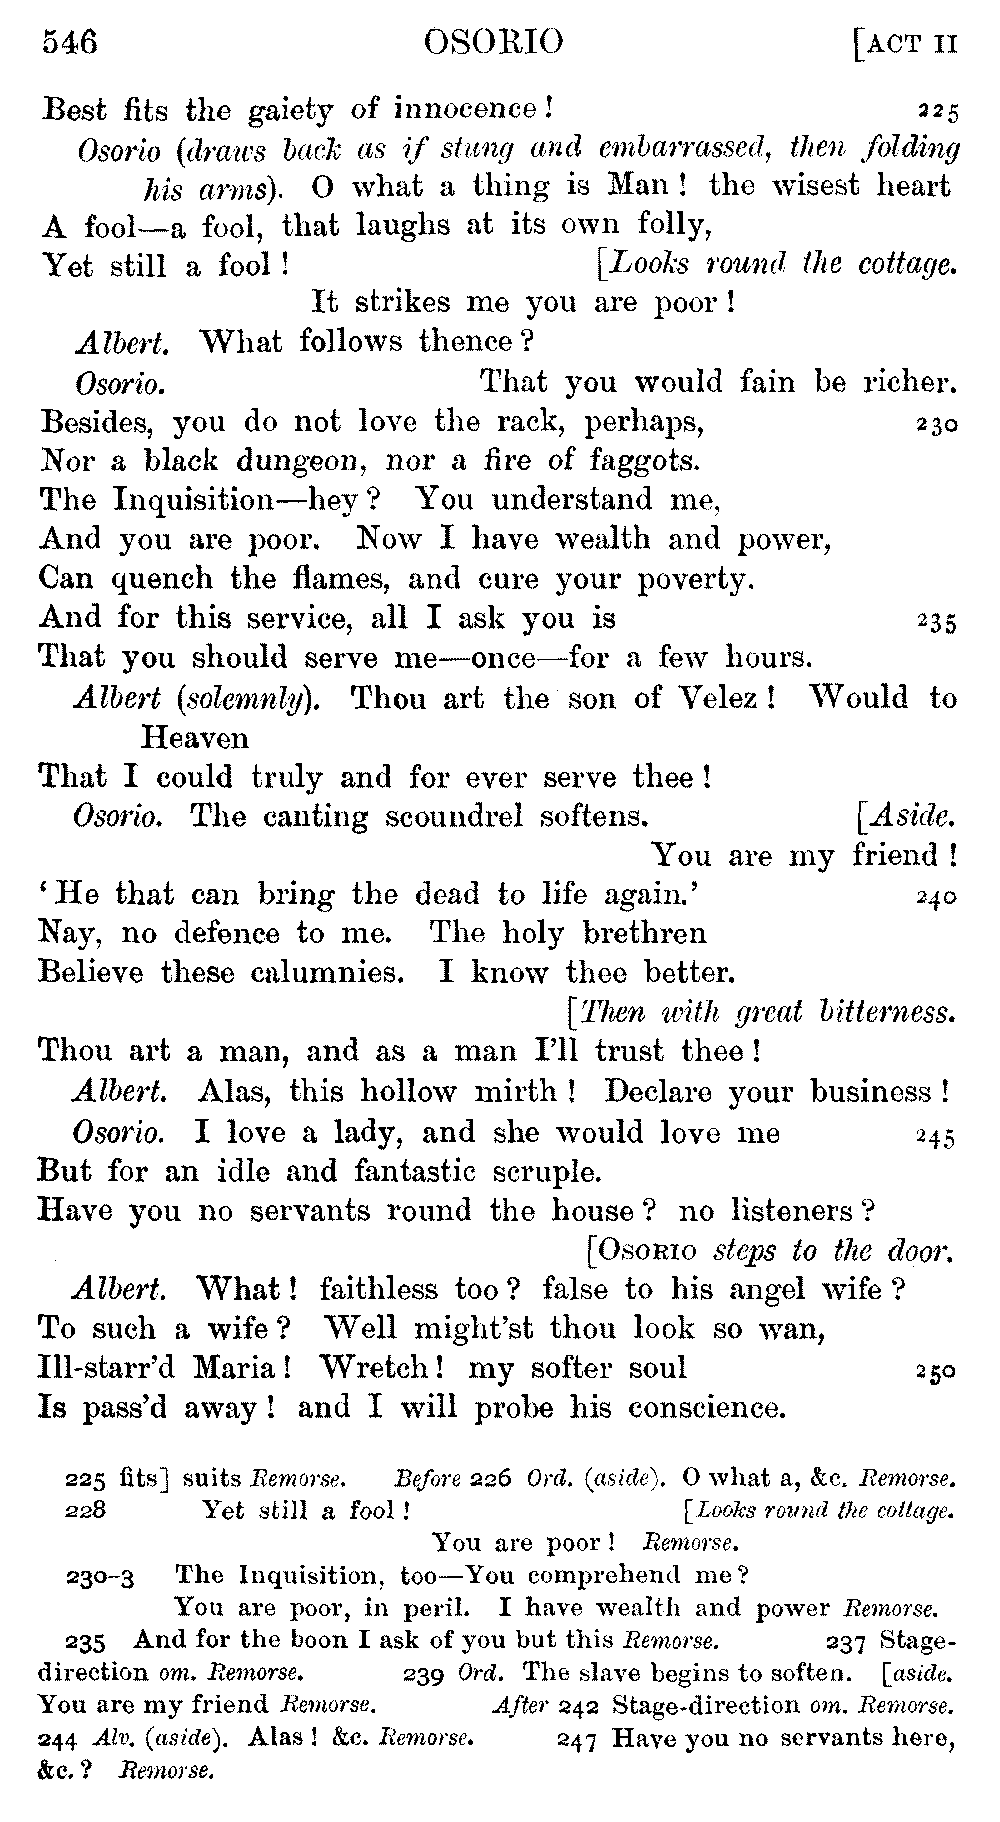 546 OSORIO [ACT II
Best fits the gaiety of innocence! 225
Osorio (draws back as if stung and embarrassed, then folding
his arms). O what a thing is Man! the wisest heart
A fool—a fool, that laughs at its own folly,
Yet still a fool! [Looks round the cottage.
It strikes me you are poor!
Albert. What follows thence?
Osorio. That you would fain be richer.
Besides, you do not love the rack, perhaps, 230
Nor a black dungeon, nor a fire of faggots.
The Inquisition—hey? You understand me,
And you are poor. Now I have wealth and power,
Can quench the flames, and cure your poverty.
And for this service, all I ask you is 235
That you should serve me—once—for a few hours.
Albert (solemnly). Thou art the son of Velez! Would to
Heaven
That I could truly and for ever serve thee!
Osorio. The canting scoundrel softens. [Aside.
You are my friend!
‘He that can bring the dead to life again.’ 240
Nay, no defence to me. The holy brethren
Believe these calumnies. I know thee better.
[Then with great bitterness.
Thou art a man, and as a man I'll trust thee!
Albert. Alas, this hollow mirth! Declare your business!
Osorio. I love a lady, and she would love me 245
But for an idle and fantastic scruple.
Have you no servants round the house? no listeners?
[OSORIO steps to the door.
Albert. What! faithless too? false to his angel wife?
To such a wife? Well might'st thou look so wan,
Ill-starr'd Maria! Wretch! my softer soul 250
Is pass'd away! and I will probe his conscience.
225 fits] suits Remorse. Before 226 Ord. (aside). O what a, &c. Remorse.
228 Yet still a fool! [Looks round the cottage.
You are poor! Remorse.
230-3 The Inquisition, too—You comprehend me?
You are poor, in peril. I have wealth and power Remorse.
235 And for the boon I ask of you but this Remorse. 237 Stage-
direction om. Remorse. 239 Ord. The slave begins to soften. [aside.
You are my friend Remorse. After 242 Stage-direction om. Remorse.
244 Alv. (aside). Alas! &c. Remorse. 247 Have you no servants here,
&c.? Remorse.